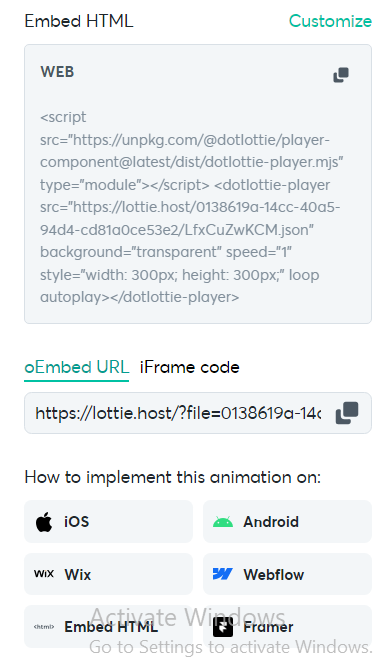 Embed HTML Customize
WEB
<script
src="https://unpkg.com/@dotlottie/player-
component@latest/dist/dotlottie-player.mjs"
type="module"></script> <dotlottie-player
src="https://lottie.host/0138619a-14cc-40a5-
94d4-cd81a0ce53e2/LfxCuZwKCM.json"
background="transparent" speed="1"
style="width: 300px; height: 300px;" loop
autoplay></dotlottie-player>
oEmbed URL iFrame code
https://lottie.host/?file=0138619a-14c
How to implement this animation on:
iOS Android
WiX Wix Webflow
<html> Embed HTML Framer
Activate Windows
Go to Settings to activate Windows.